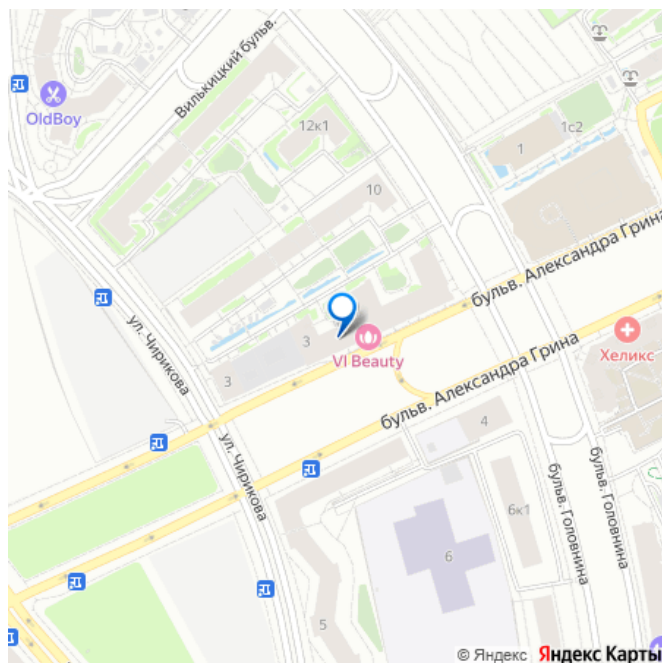 Вилькицкий бульв.
OldBoy
12к1
1с2
1
10
бульв. Александра Грина
ул. Чирикова
3
VI Beauty
3
Хеликс
бульв. Александра Грина
4
ул. Чирикова
бульв. Головнина
бульв. Головнина
6к1
6
5
© Яндекс Яндекс Карты